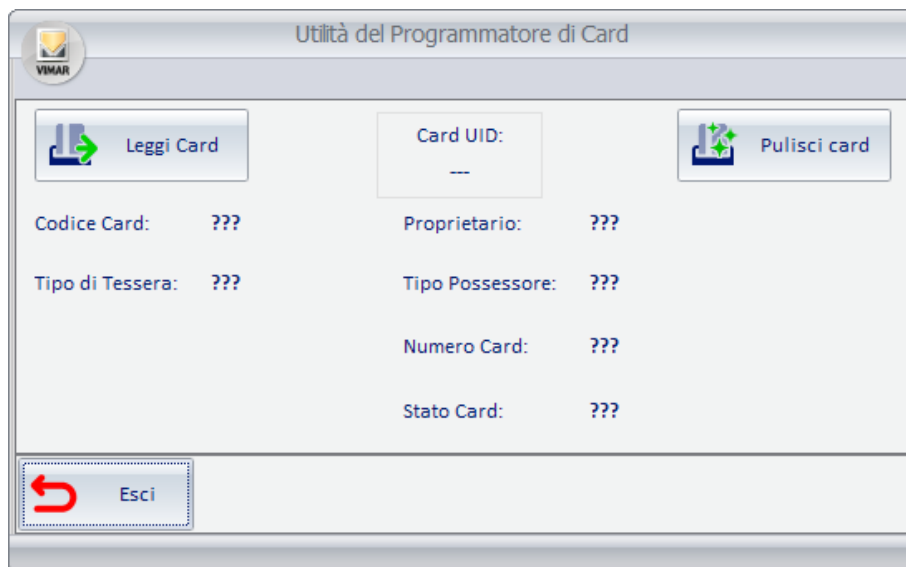 Utilità del Programmatore di Card
VIMAR
Leggi Card
Card UID:
---
Pulisci card
Codice Card: ???
Proprietario: ???
Tipo di Tessera: ???
Tipo Possessore: ???
Numero Card: ???
Stato Card: ???
Esci